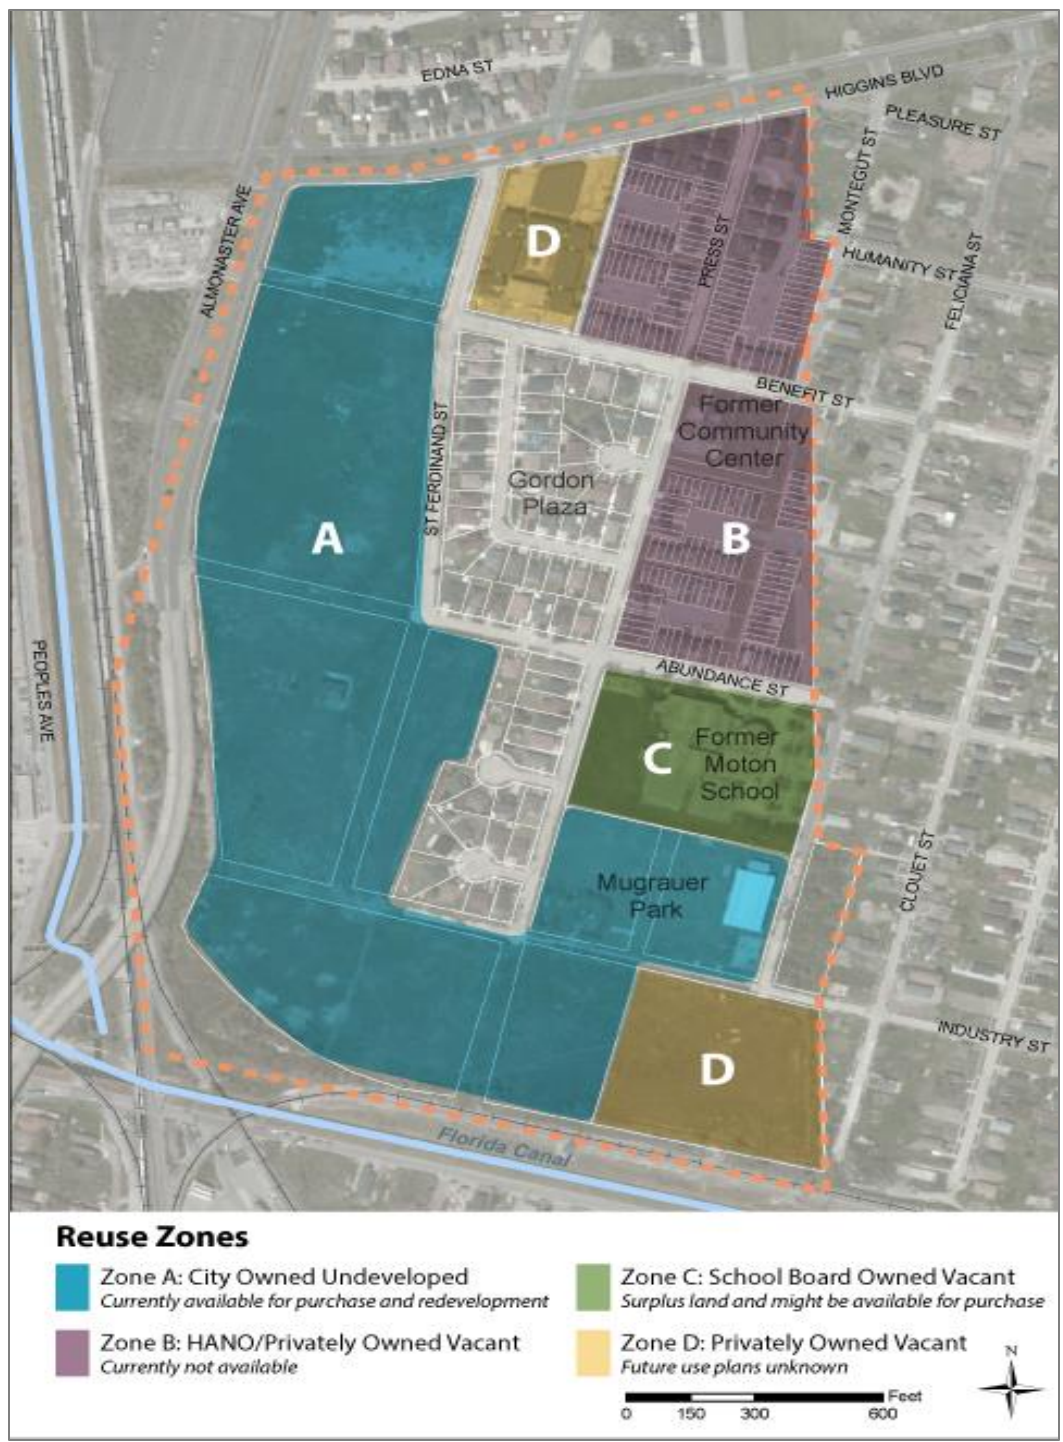 EDNA ST
HIGGINS BLVD
PLEASURE ST
MONTEGUT ST
ALMONASTER AVE
D
PRESS ST
HUMANITY ST
FELICIANA ST
BENEFIT ST
Former
Community
Center
ST FERDINAND ST
Gordon
Plaza
A
B
PEOPLES AVE
ABUNDANCE ST
C
Former
Moton
School
CLOUET ST
Mugrauer
Park
INDUSTRY ST
D
Florida Canal
Reuse Zones
Zone A: City Owned Undeveloped
Currently available for purchase and redevelopment
Zone B: HANO/Privately Owned Vacant
Currently not available
Zone C: School Board Owned Vacant
Surplus land and might be available for purchase
Zone D: Privately Owned Vacant
Future use plans unknown
N
Feet
0 150 300 600